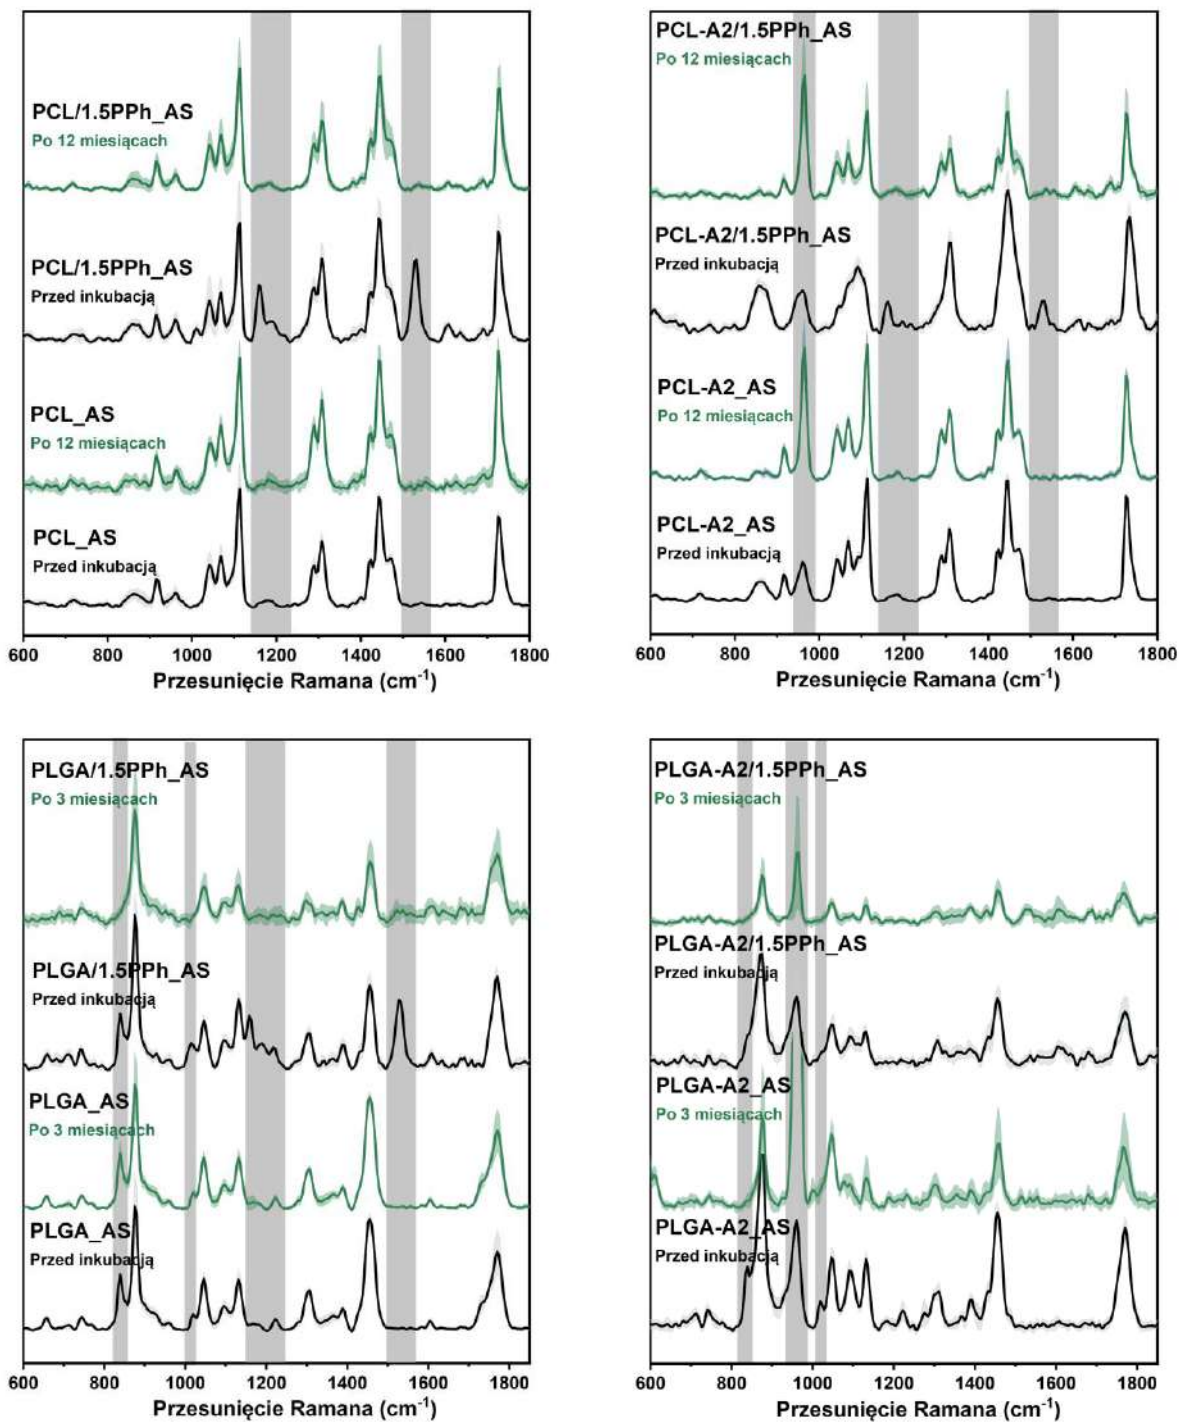 PCL/1.5PPh_AS
Po 12 miesiącach
PCL/1.5PPh_AS
Przed inkubacją
PCL_AS
Po 12 miesiącach
PCL_AS
Przed inkubacją
600 800 1000 1200 1400 1600 1800
Przesunięcie Ramana (cm⁻¹)
PCL-A2/1.5PPh_AS
Po 12 miesiącach
PCL-A2/1.5PPh_AS
Przed inkubacją
PCL-A2_AS
Po 12 miesiącach
PCL-A2_AS
Przed inkubacją
600 800 1000 1200 1400 1600 1800
Przesunięcie Ramana (cm⁻¹)
PLGA/1.5PPh_AS
Po 3 miesiącach
PLGA/1.5PPh_AS
Przed inkubacją
PLGA_AS
Po 3 miesiącach
PLGA_AS
Przed inkubacją
600 800 1000 1200 1400 1600 1800
Przesunięcie Ramana (cm⁻¹)
PLGA-A2/1.5PPh_AS
Po 3 miesiącach
PLGA-A2/1.5PPh_AS
Przed inkubacją
PLGA-A2_AS
Po 3 miesiącach
PLGA-A2_AS
Przed inkubacją
600 800 1000 1200 1400 1600 1800
Przesunięcie Ramana (cm⁻¹)